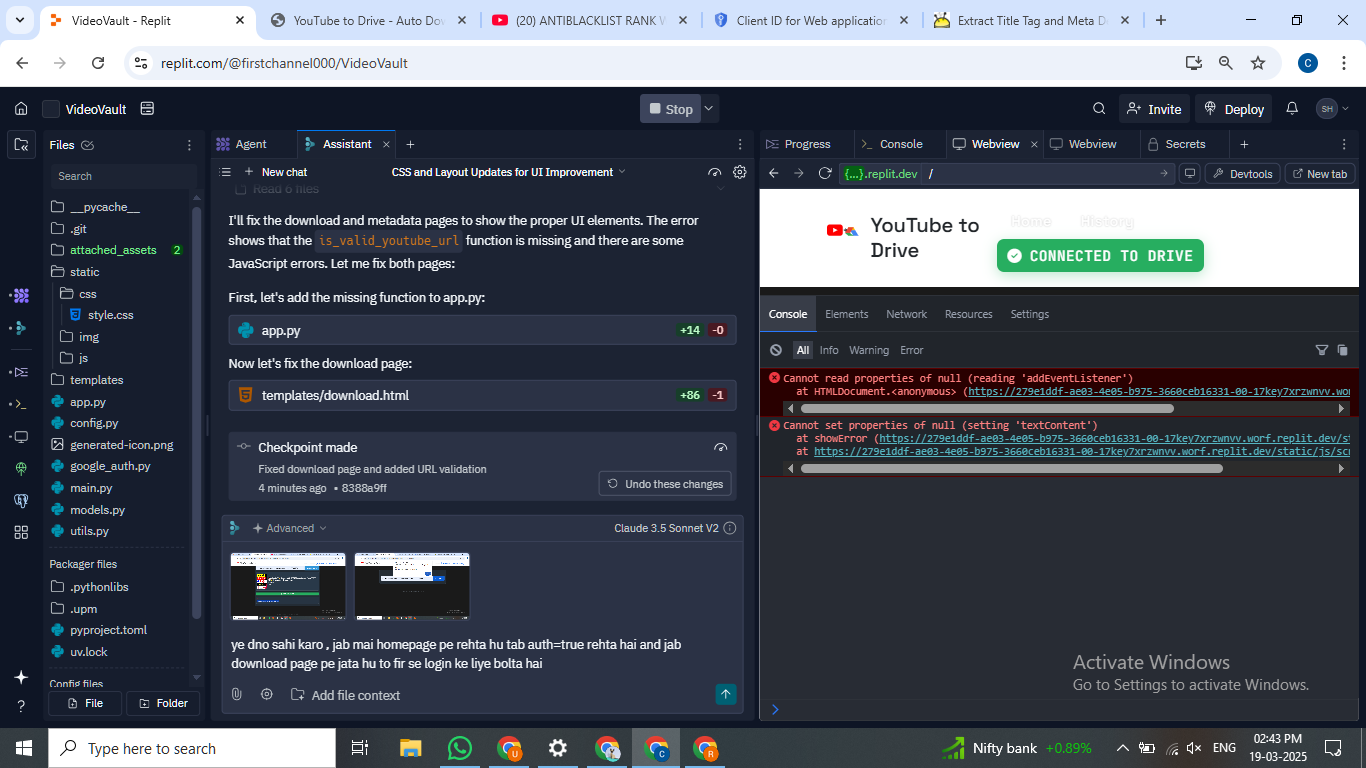 VideoVault - Replit
YouTube to Drive - Auto Dow
(20) ANTIBLACKLIST RANK W
Client ID for Web application
Extract Title Tag and Meta De
replit.com/@firstchannel000/VideoVault
C
VideoVault
Stop
Invite
Deploy
SH
Files
Search
__pycache__
.git
attached_assets 2
static
css
style.css
img
js
templates
app.py
config.py
generated-icon.png
google_auth.py
main.py
models.py
utils.py
Packager files
.pythonlibs
.upm
pyproject.toml
uv.lock
Config files
File
Folder
Agent
Assistant
New chat
CSS and Layout Updates for UI Improvement
Read 6 files
I'll fix the download and metadata pages to show the proper UI elements. The error
shows that the is_valid_youtube_url function is missing and there are some
JavaScript errors. Let me fix both pages:
First, let's add the missing function to app.py:
app.py +14 -0
Now let's fix the download page:
templates/download.html +86 -1
Checkpoint made
Fixed download page and added URL validation
4 minutes ago • 8388a9ff
Undo these changes
Advanced
Claude 3.5 Sonnet V2
ye dno sahi karo , jab mai homepage pe rehta hu tab auth=true rehta hai and jab
download page pe jata hu to fir se login ke liye bolta hai
Add file context
Progress
Console
Webview
Webview
Secrets
{...}.replit.dev /
Devtools
New tab
YouTube to
Drive
Home
History
CONNECTED TO DRIVE
Console
Elements
Network
Resources
Settings
All
Info
Warning
Error
Cannot read properties of null (reading 'addEventListener')
at HTMLDocument.<anonymous> (https://279e1ddf-ae03-4e05-b975-3660ceb16331-00-17key7xrzwnvv.wor
Cannot set properties of null (setting 'textContent')
at showError (https://279e1ddf-ae03-4e05-b975-3660ceb16331-00-17key7xrzwnvv.worf.replit.dev/st
at https://279e1ddf-ae03-4e05-b975-3660ceb16331-00-17key7xrzwnvv.worf.replit.dev/static/js/scr
Activate Windows
Go to Settings to activate Windows.
Type here to search
U
Y
C
R
Nifty bank +0.89%
ENG
02:43 PM
19-03-2025